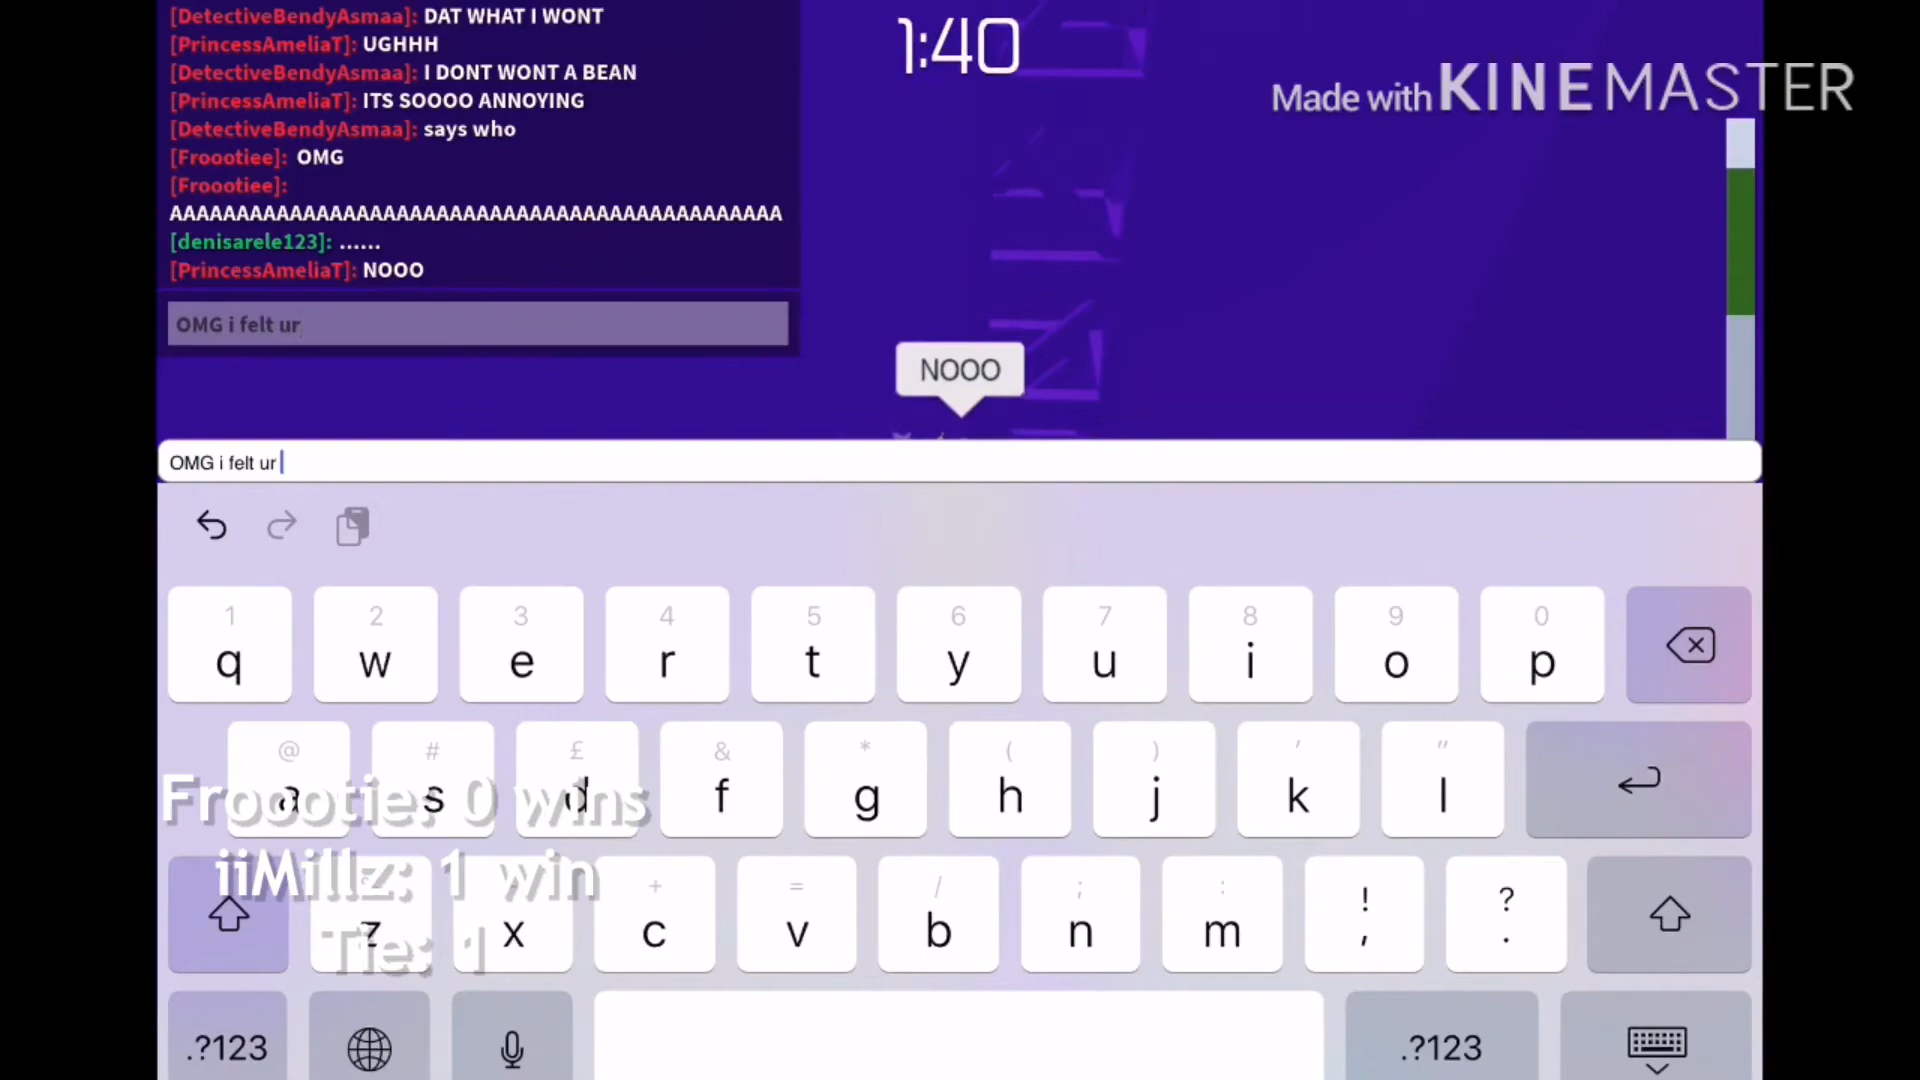 [DetectiveBendyAsmaa]: DAT WHAT I WONT
[PrincessAmeliaT]: UGHHH
[DetectiveBendyAsmaa]: I DONT WONT A BEAN
[PrincessAmeliaT]: ITS SOOOO ANNOYING
[DetectiveBendyAsmaa]: says who
[Froootiee]: OMG
[Froootiee]:
AAAAAAAAAAAAAAAAAAAAAAAAAAAAAAAAAAAAAAAAAAAAAA
[denisarele123]: ......
[PrincessAmeliaT]: NOOO
OMG i felt ur
1:40
Made with KINEMASTER
NOOO
OMG i felt ur
1 2 3 4 5 6 7 8 9 0
q w e r t y u i o p
@ # £ & * ( ) ' "
a s d f g h j k l
Froootie: 0 wins
iiMillz: 1 win
Tie: 1
+ = / ; : ! ?
z x c v b n m , .
.?123 .?123